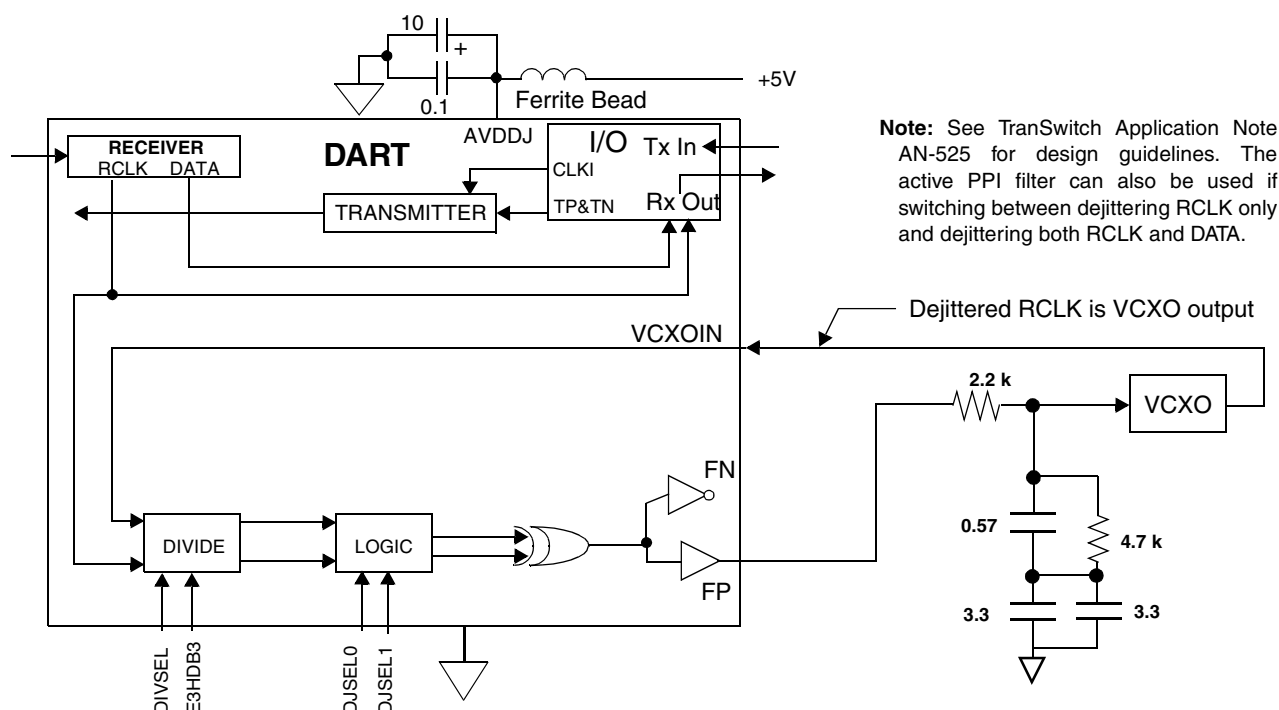 10
+
0.1
+5V
Ferrite Bead
AVDDJ
RECEIVER
RCLK DATA
DART
I/O
Tx In
CLKI
TRANSMITTER
TP&TN
Rx Out
Note: See TranSwitch Application Note
AN-525 for design guidelines. The
active PPI filter can also be used if
switching between dejittering RCLK only
and dejittering both RCLK and DATA.
Dejittered RCLK is VCXO output
VCXOIN
2.2 k
VCXO
FN
DIVIDE
LOGIC
FP
0.57
4.7 k
3.3
3.3
DIVSEL
E3HDB3
DJSEL0
DJSEL1